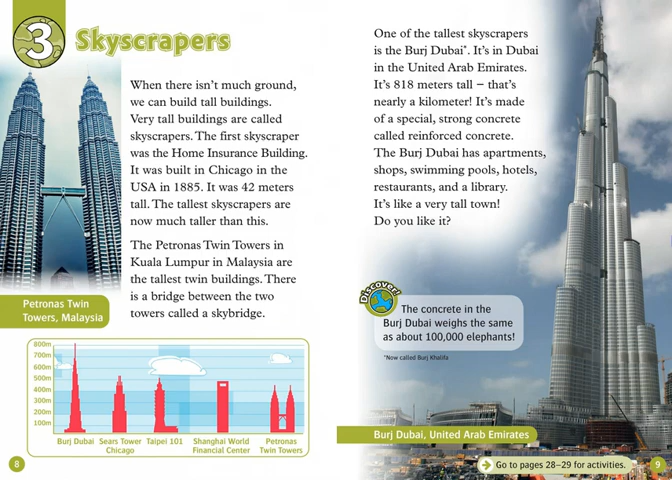 3 Skyscrapers
When there isn't much ground,
we can build tall buildings.
Very tall buildings are called
skyscrapers. The first skyscraper
was the Home Insurance Building.
It was built in Chicago in the
USA in 1885. It was 42 meters
tall. The tallest skyscrapers are
now much taller than this.
The Petronas Twin Towers in
Kuala Lumpur in Malaysia are
the tallest twin buildings. There
is a bridge between the two
towers called a skybridge.
Petronas Twin
Towers, Malaysia
800m
700m
600m
500m
400m
300m
200m
100m
Burj Dubai
Sears Tower
Chicago
Taipei 101
Shanghai World
Financial Center
Petronas
Twin Towers
8
One of the tallest skyscrapers
is the Burj Dubai*. It's in Dubai
in the United Arab Emirates.
It's 818 meters tall – that's
nearly a kilometer! It's made
of a special, strong concrete
called reinforced concrete.
The Burj Dubai has apartments,
shops, swimming pools, hotels,
restaurants, and a library.
It's like a very tall town!
Do you like it?
Discover!
The concrete in the
Burj Dubai weighs the same
as about 100,000 elephants!
*Now called Burj Khalifa
Burj Dubai, United Arab Emirates
Go to pages 28–29 for activities.
9